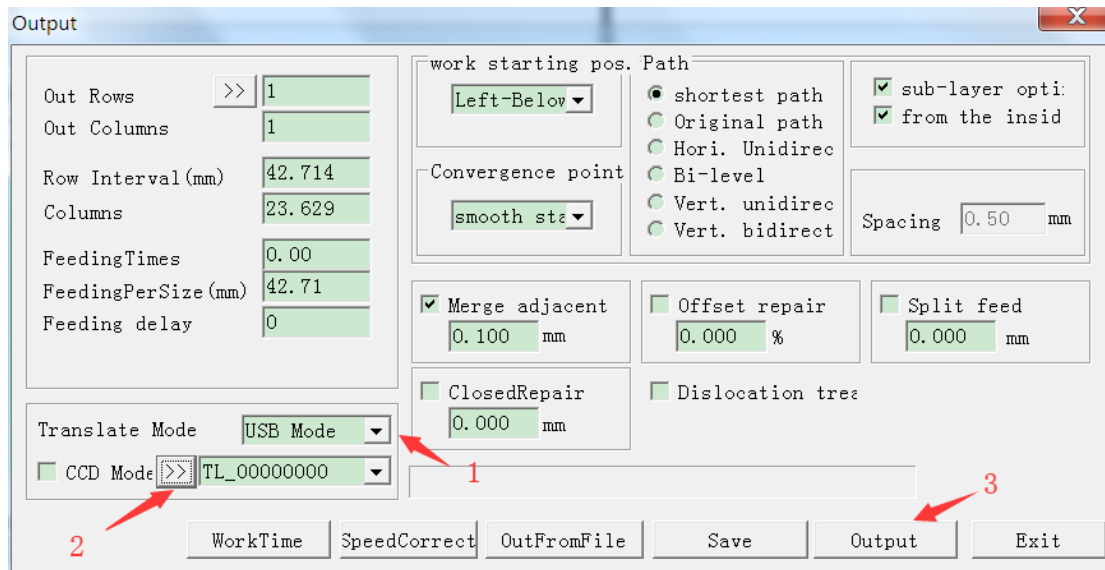 Output
X
Out Rows >> 1
Out Columns 1
Row Interval(mm) 42.714
Columns 23.629
FeedingTimes 0.00
FeedingPerSize(mm) 42.71
Feeding delay 0
work starting pos.
Left-Below
Convergence point
smooth sta
Path
shortest path
Original path
Hori. Unidirec
Bi-level
Vert. unidirec
Vert. bidirect
sub-layer opti
from the insid
Spacing 0.50 mm
Merge adjacent
0.100 mm
Offset repair
0.000 %
Split feed
0.000 mm
ClosedRepair
0.000 mm
Dislocation trea
Translate Mode USB Mode
CCD Mode >> TL_00000000
1
2
3
WorkTime SpeedCorrect OutFromFile Save Output Exit